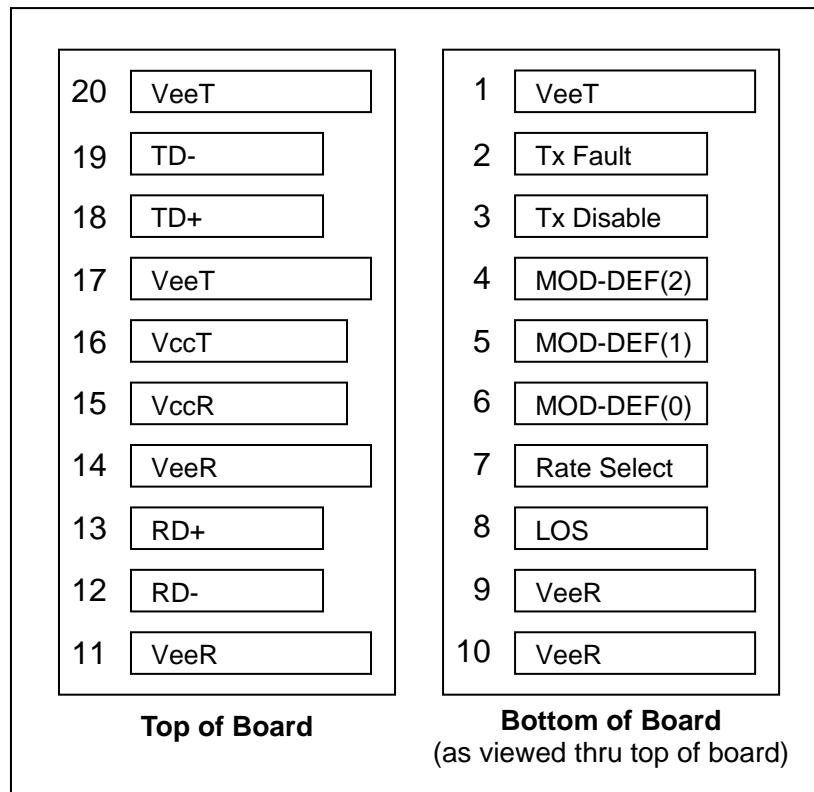 20 VeeT
19 TD-
18 TD+
17 VeeT
16 VccT
15 VccR
14 VeeR
13 RD+
12 RD-
11 VeeR
Top of Board
1 VeeT
2 Tx Fault
3 Tx Disable
4 MOD-DEF(2)
5 MOD-DEF(1)
6 MOD-DEF(0)
7 Rate Select
8 LOS
9 VeeR
10 VeeR
Bottom of Board
(as viewed thru top of board)